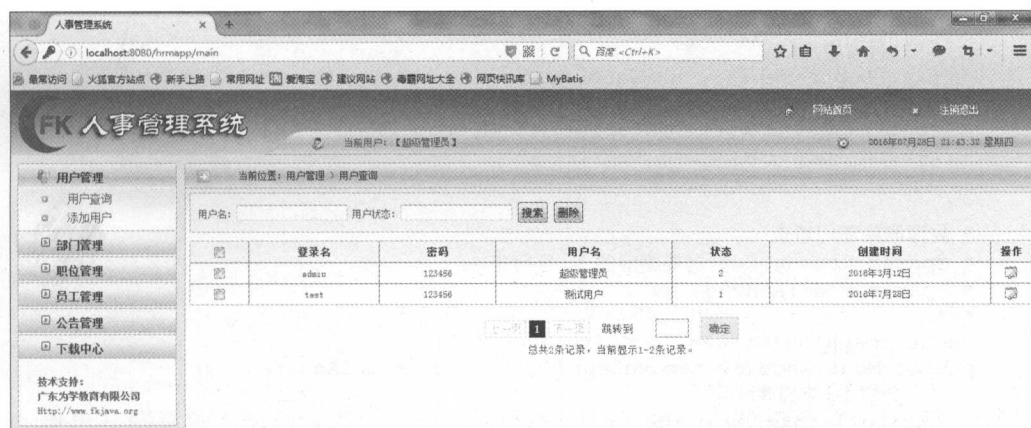 人事管理系统
localhost:8080/hrmapp/main
百度 <Ctrl+K>
最常访问 火狐官方站点 新手上路 常用网址 爱淘宝 建议网站 毒霸网址大全 网页快讯库 MyBatis
FK 人事管理系统
网站首页 注销退出
当前用户:【超级管理员】
2016年07月28日 21:43:32 星期四
用户管理
用户查询
添加用户
部门管理
职位管理
员工管理
公告管理
下载中心
技术支持:
广东为学教育有限公司
Http://www.fkjava.org
当前位置:用户管理 > 用户查询
用户名: 用户状态: 搜索 删除
登录名 密码 用户名 状态 创建时间 操作
admin 123456 超级管理员 2 2016年3月12日
test 123456 测试用户 1 2016年7月28日
上一页 1 下一页 跳转到 确定
总共2条记录,当前显示1-2条记录。